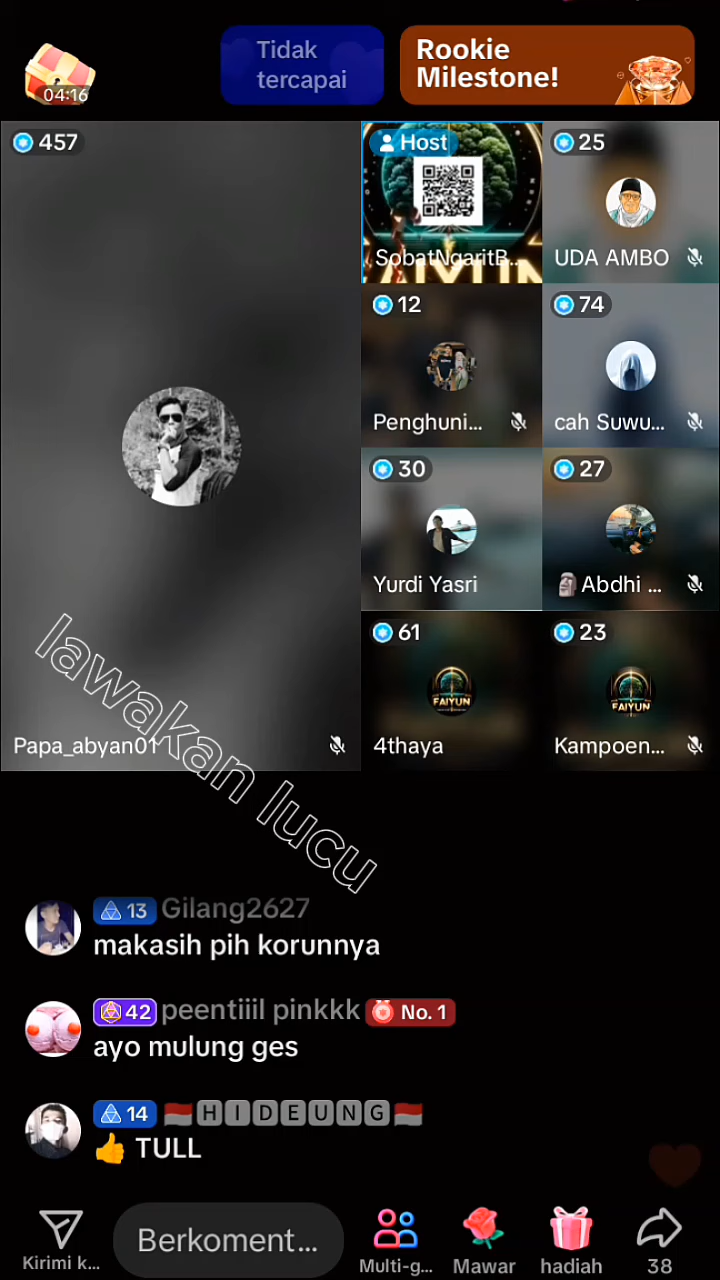 04:16
Tidak
tercapai
Rookie
Milestone!
457
Host
SobatNgaritB...
FAIYUN
25
UDA AMBO
12
Penghuni...
74
cah Suwu...
30
Yurdi Yasri
27
Abdhi ...
61
FAIYUN
4thaya
23
FAIYUN
Kampoen...
Papa_abyan01
lawakan lucu
13 Gilang2627
makasih pih korunnya
42 peentiiil pinkkk No. 1
ayo mulung ges
14 🇮🇩 HIDEUNG 🇮🇩
👍 TULL
Kirimi k...
Berkoment...
Multi-g...
Mawar
hadiah
38